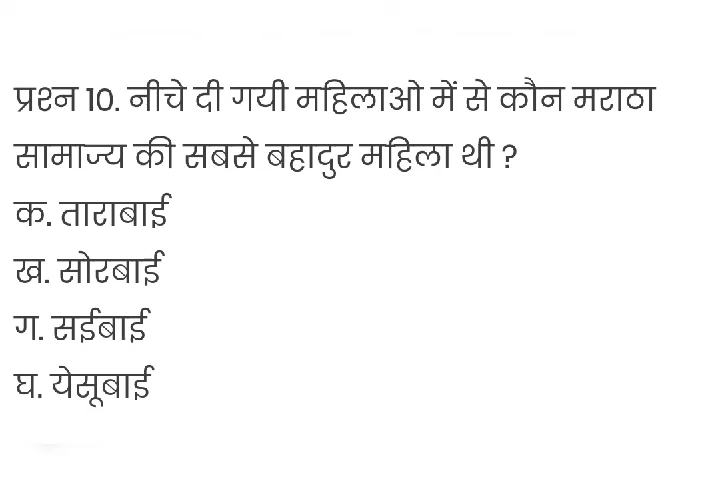 प्रश्न 10. नीचे दी गयी महिलाओ में से कौन मराठा
सामाज्य की सबसे बहादुर महिला थी ?
क. ताराबाई
ख. सोरबाई
ग. सईबाई
घ. येसूबाई